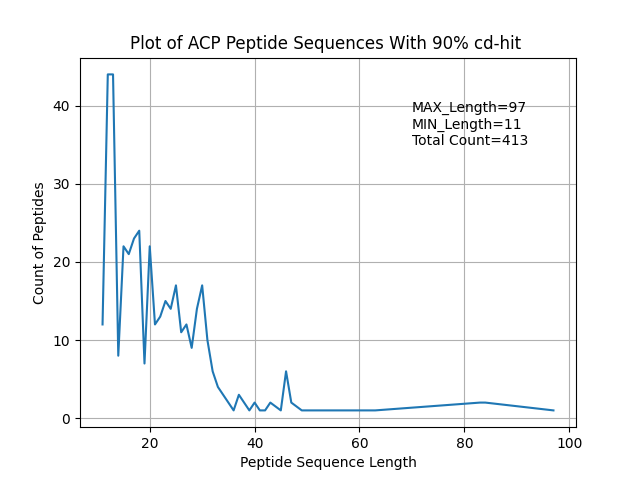 Plot of ACP Peptide Sequences With 90% cd-hit
MAX_Length=97
MIN_Length=11
Total Count=413
Count of Peptides
40
30
20
10
0
20 40 60 80 100
Peptide Sequence Length